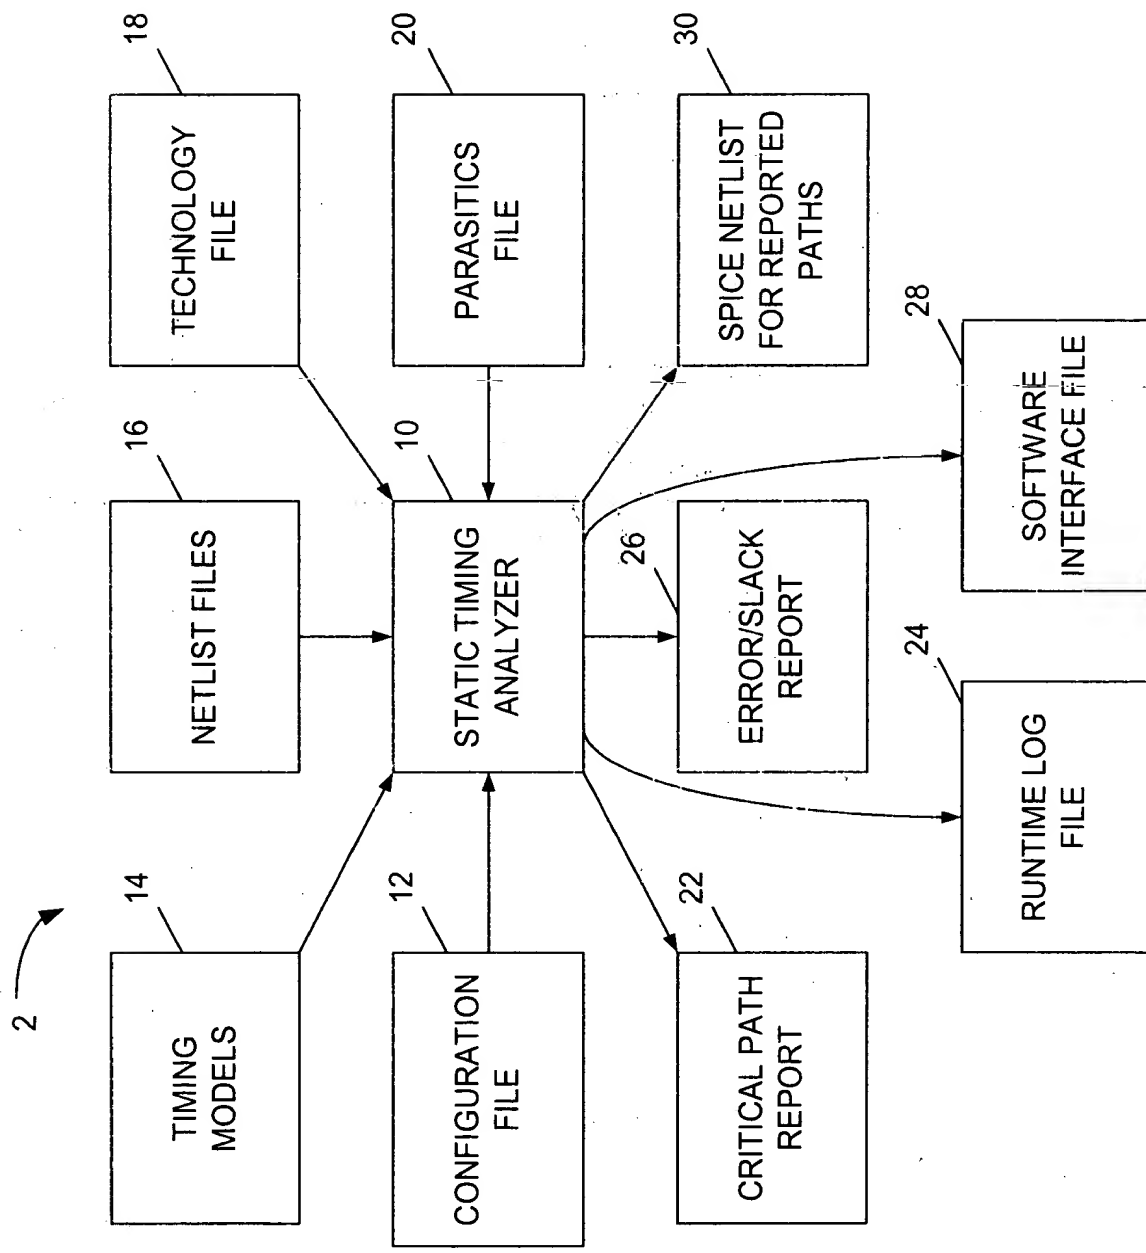 2
14
TIMING
MODELS
16
NETLIST FILES
18
TECHNOLOGY
FILE
12
CONFIGURATION
FILE
10
STATIC TIMING
ANALYZER
20
PARASITICS
FILE
22
CRITICAL PATH
REPORT
26
ERROR/SLACK
REPORT
30
SPICE NETLIST
FOR REPORTED
PATHS
24
RUNTIME LOG
FILE
28
SOFTWARE
INTERFACE FILE